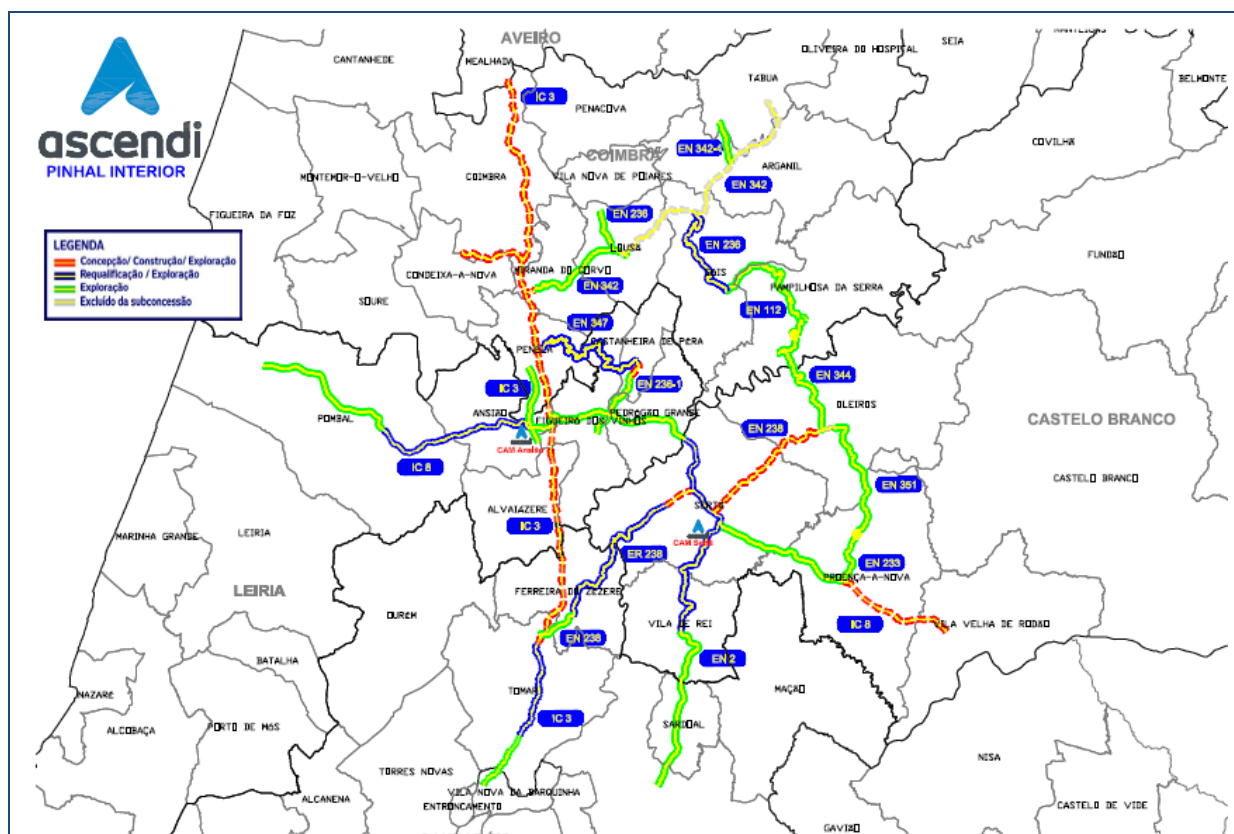 AVEIRO
OLIVEIRA DO HOSPITAL
SEIA
CANTANHEDE
MEALHADA
TABUA
BELMONTE
IC 3
PENACOVA
ascendi
PINHAL INTERIOR
COIMBRA
EN 342-4
ARGANIL
COVILHÃ
MONTEMOR-O-VELHO
COIMBRA
VILA NOVA DE POIARES
EN 342
FIGUEIRA DA FOZ
EN 236
LEGENDA
Concepção/ Construção/ Exploração
Requalificação / Exploração
Exploração
Excluído da subconcessão
LOUSÃ
EN 236
FUNDÃO
CONDEIXA-A-NOVA
MIRANDA DO CORVO
GÓIS
EN 342
PAMPILHOSA DA SERRA
SOURE
EN 112
EN 347
PENELA
CASTANHEIRA DE PERA
IC 3
EN 236-1
EN 344
OLEIROS
POMBAL
ANSIÃO
PEDRAGÃO GRANDE
FIGUEIRA DOS VINHOS
CASTELO BRANCO
EN 238
CAM Ansião
IC 8
CASTELO BRANCO
EN 351
ALVAIAZERE
SERTÃ
IC 3
MARINHA GRANDE
LEIRIA
CAM Sertã
ER 238
EN 233
PROENÇA-A-NOVA
LEIRIA
FERREIRA DO ZEZERE
OURÉM
VILA DE REI
IC 8
VILA VELHA DE RODÃO
EN 238
BATALHA
EN 2
TOMAR
MAÇÃO
NAZARE
IC 3
ALCOBAÇA
PORTO DE MÓS
SARDOAL
NISA
TORRES NOVAS
VILA NOVA DA BARQUINHA
ALCANENA
ENTRONCAMENTO
CASTELO DE VIDE
GAVIÃO